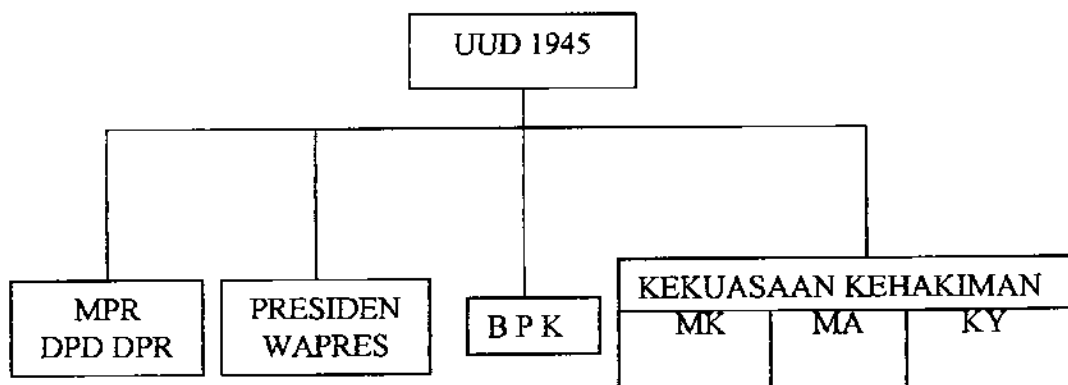 UUD 1945
MPR
DPD DPR
PRESIDEN
WAPRES
B P K
KEKUASAAN KEHAKIMAN
MK MA KY